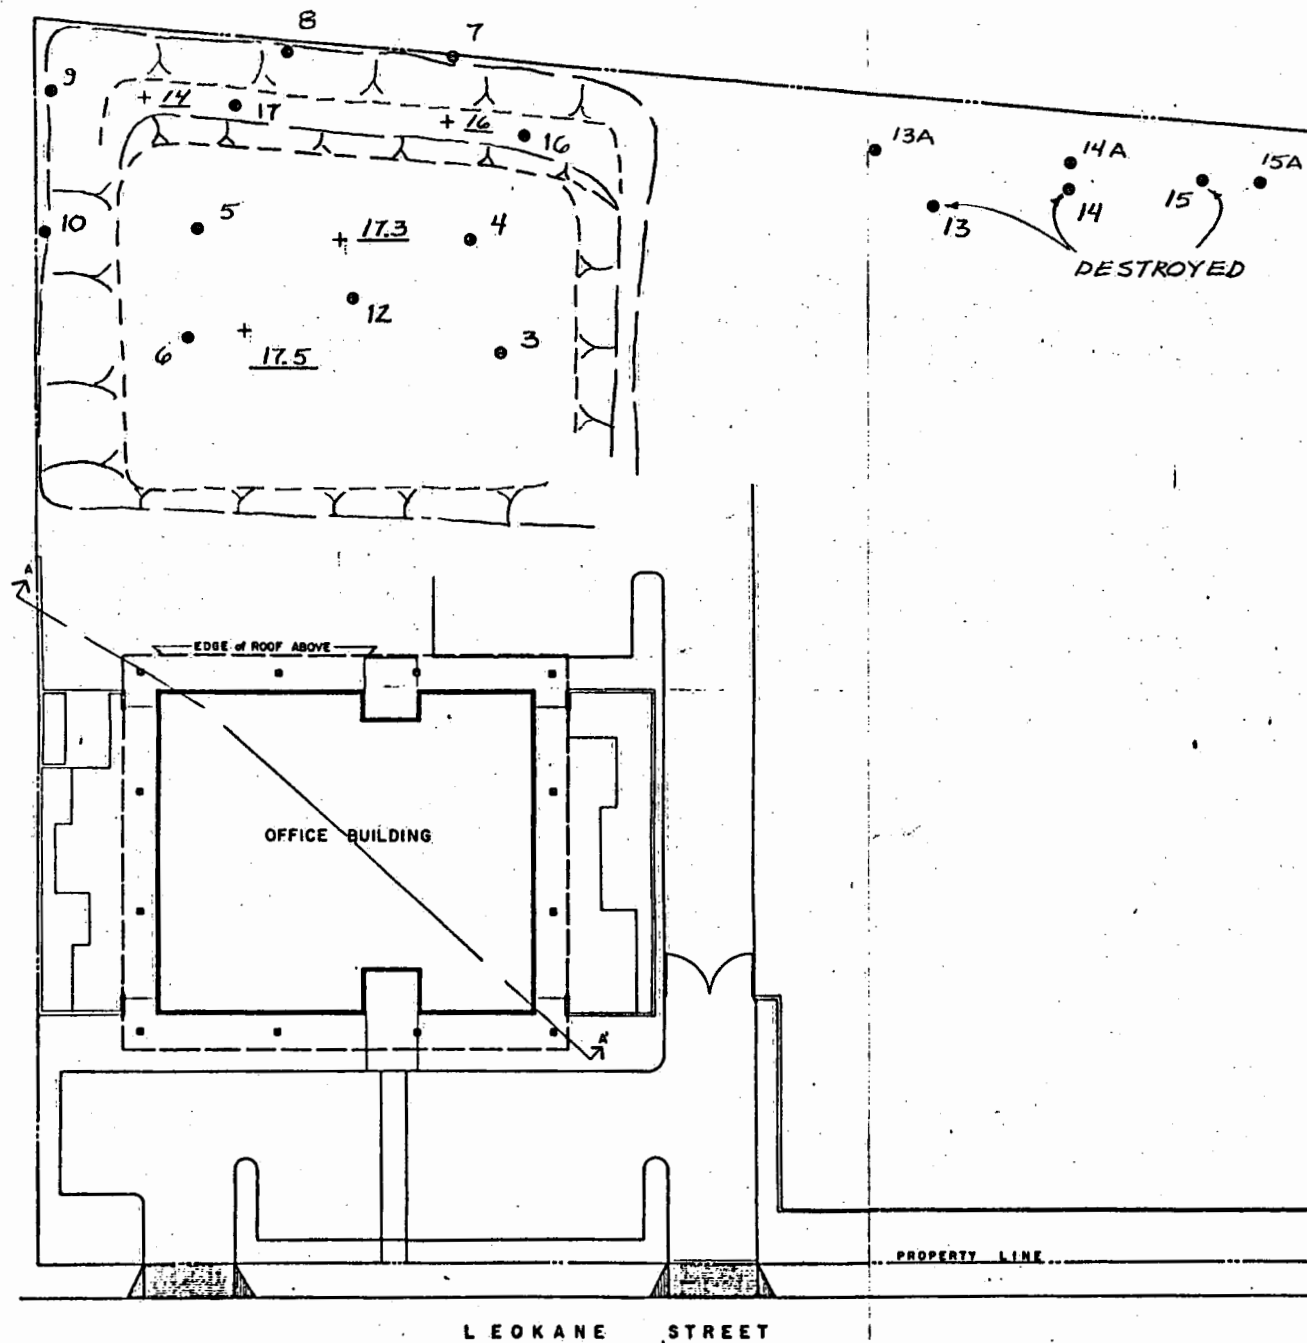 8
7
9
+ 14
17
+ 16
16
13A
14A
15A
10
5
+ 17.3
4
13
14
15
DESTROYED
12
+
6
17.5
3
A
EDGE of ROOF ABOVE
OFFICE BUILDING
A'
PROPERTY LINE
LEOKANE STREET